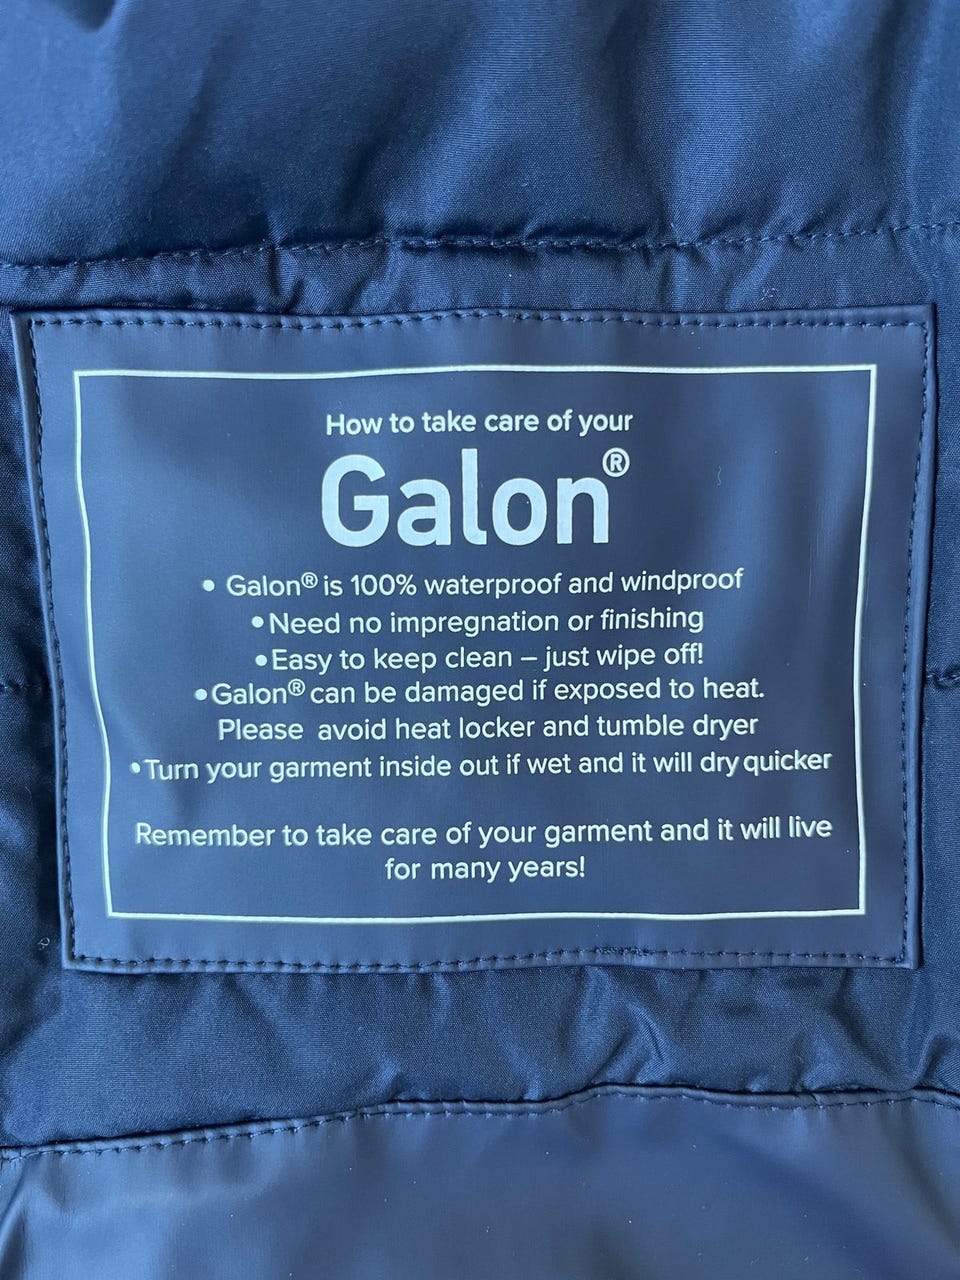 How to take care of your
Galon®
• Galon® is 100% waterproof and windproof
• Need no impregnation or finishing
• Easy to keep clean – just wipe off!
• Galon® can be damaged if exposed to heat.
Please avoid heat locker and tumble dryer
• Turn your garment inside out if wet and it will dry quicker
Remember to take care of your garment and it will live
for many years!